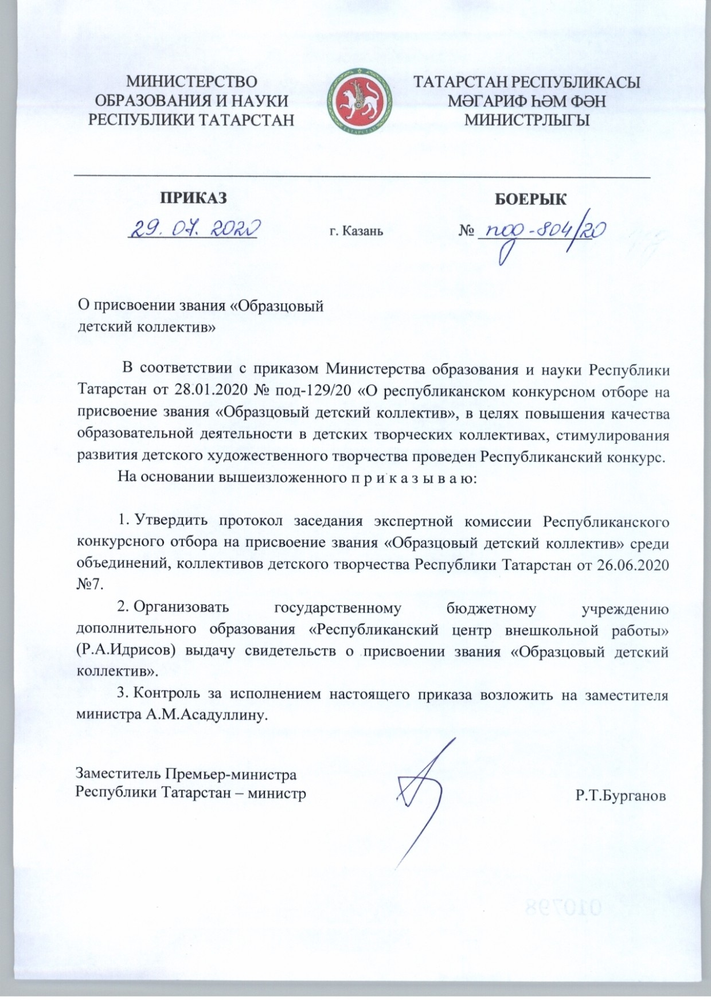 МИНИСТЕРСТВО
ОБРАЗОВАНИЯ И НАУКИ
РЕСПУБЛИКИ ТАТАРСТАН
ТАТАРСТАН
ТАТАРСТАН РЕСПУБЛИКАСЫ
МӘГАРИФ ҺӘМ ФӘН
МИНИСТРЛЫГЫ
ПРИКАЗ
БОЕРЫК
29.07.2020
г. Казань
№ под-804/20
О присвоении звания «Образцовый
детский коллектив»
В соответствии с приказом Министерства образования и науки Республики
Татарстан от 28.01.2020 № под-129/20 «О республиканском конкурсном отборе на
присвоение звания «Образцовый детский коллектив», в целях повышения качества
образовательной деятельности в детских творческих коллективах, стимулирования
развития детского художественного творчества проведен Республиканский конкурс.
На основании вышеизложенного п р и к а з ы в а ю:
1. Утвердить протокол заседания экспертной комиссии Республиканского
конкурсного отбора на присвоение звания «Образцовый детский коллектив» среди
объединений, коллективов детского творчества Республики Татарстан от 26.06.2020
№7.
2. Организовать государственному бюджетному учреждению
дополнительного образования «Республиканский центр внешкольной работы»
(Р.А.Идрисов) выдачу свидетельств о присвоении звания «Образцовый детский
коллектив».
3. Контроль за исполнением настоящего приказа возложить на заместителя
министра А.М.Асадуллину.
Заместитель Премьер-министра
Республики Татарстан – министр
Р.Т.Бурганов
010798